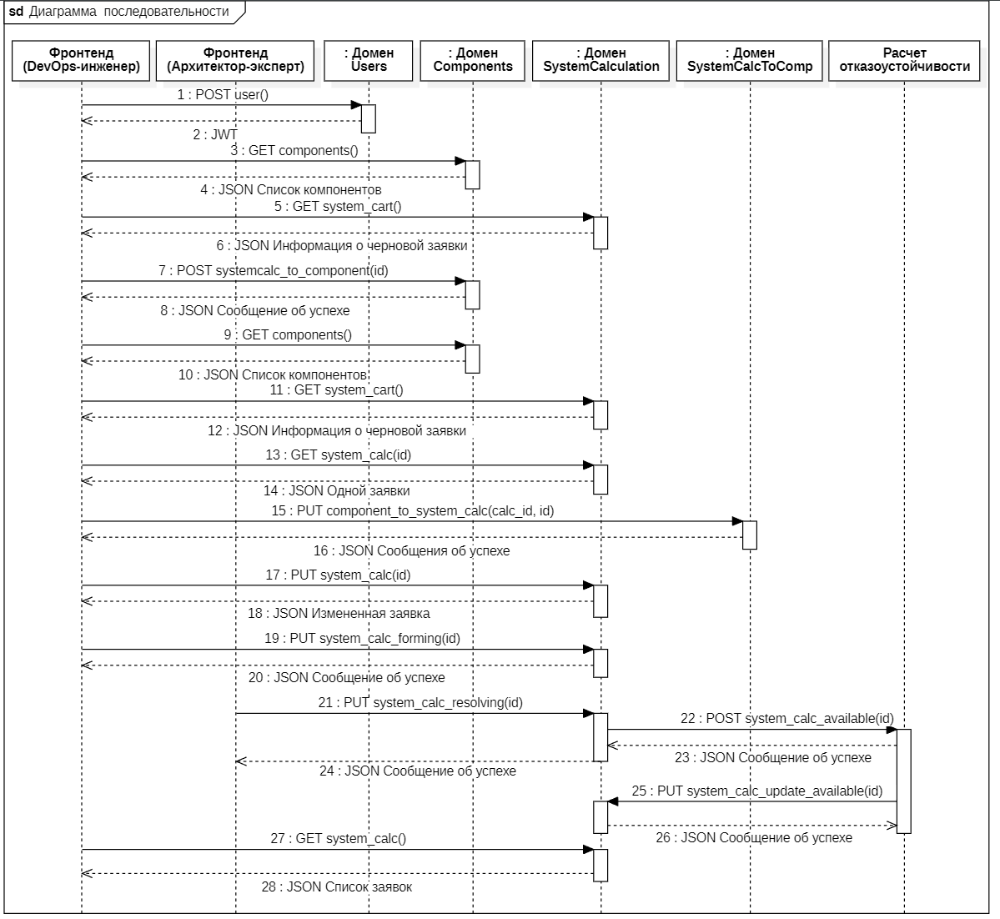 sd Диаграмма последовательности
Фронтенд
(DevOps-инженер)
Фронтенд
(Архитектор-эксперт)
: Домен
Users
: Домен
Components
: Домен
SystemCalculation
: Домен
SystemCalcToComp
Расчет
отказоустойчивости
1 : POST user()
2 : JWT
3 : GET components()
4 : JSON Список компонентов
5 : GET system_cart()
6 : JSON Информация о черновой заявки
7 : POST systemcalc_to_component(id)
8 : JSON Сообщение об успехе
9 : GET components()
10 : JSON Список компонентов
11 : GET system_cart()
12 : JSON Информация о черновой заявки
13 : GET system_calc(id)
14 : JSON Одной заявки
15 : PUT component_to_system_calc(calc_id, id)
16 : JSON Сообщения об успехе
17 : PUT system_calc(id)
18 : JSON Измененная заявка
19 : PUT system_calc_forming(id)
20 : JSON Сообщение об успехе
21 : PUT system_calc_resolving(id)
22 : POST system_calc_available(id)
23 : JSON Сообщение об успехе
24 : JSON Сообщение об успехе
25 : PUT system_calc_update_available(id)
26 : JSON Сообщение об успехе
27 : GET system_calc()
28 : JSON Список заявок